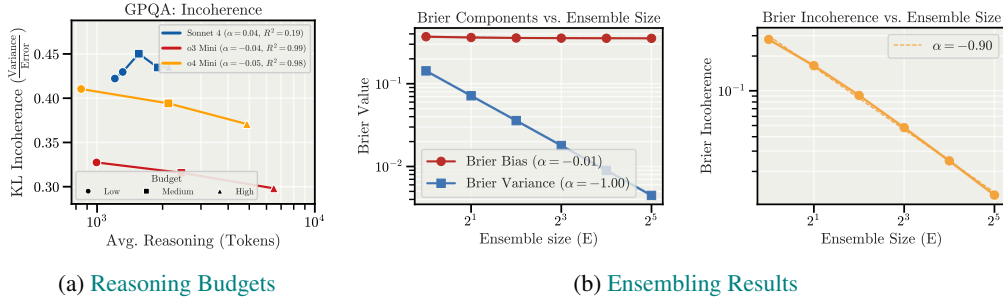 GPQA: Incoherence
KL Incoherence (Variance/Error)
0.45
0.40
0.35
0.30
Sonnet 4 (α = 0.04, R² = 0.19)
o3 Mini (α = −0.04, R² = 0.99)
o4 Mini (α = −0.05, R² = 0.98)
Budget
Low Medium High
10³ 10⁴
Avg. Reasoning (Tokens)
Brier Components vs. Ensemble Size
Brier Value
10⁻¹
10⁻²
Brier Bias (α = −0.01)
Brier Variance (α = −1.00)
2¹ 2³ 2⁵
Ensemble size (E)
Brier Incoherence vs. Ensemble Size
Brier Incoherence
10⁻¹
α = −0.90
2¹ 2³ 2⁵
Ensemble Size (E)
(a) Reasoning Budgets
(b) Ensembling Results